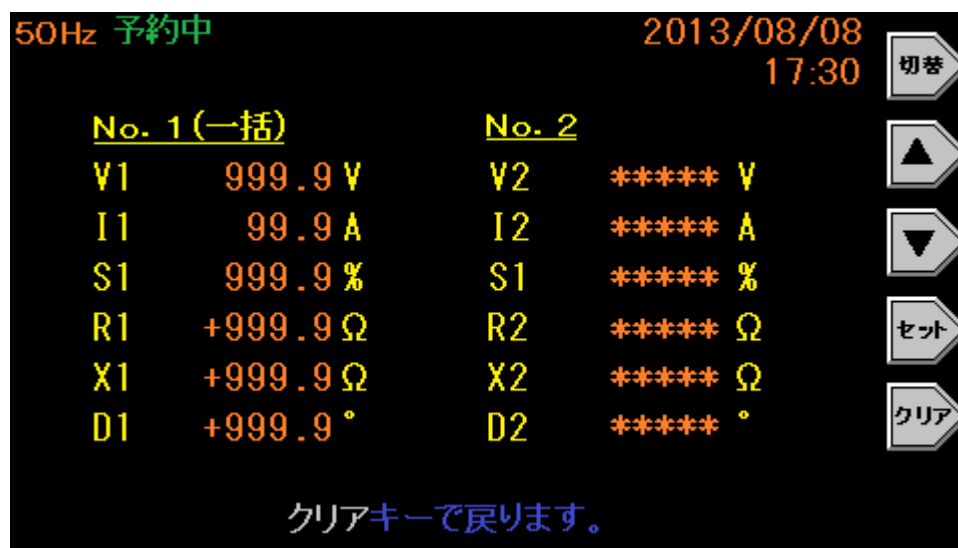 50Hz 予約中 2013/08/08
17:30
No. 1(一括) No. 2
V1 999.9 V V2 ***** V
I1 99.9 A I2 ***** A
S1 999.9 % S1 ***** %
R1 +999.9 Ω R2 ***** Ω
X1 +999.9 Ω X2 ***** Ω
D1 +999.9 ° D2 ***** °
クリアキーで戻ります。
切替
▲
▼
セット
クリア